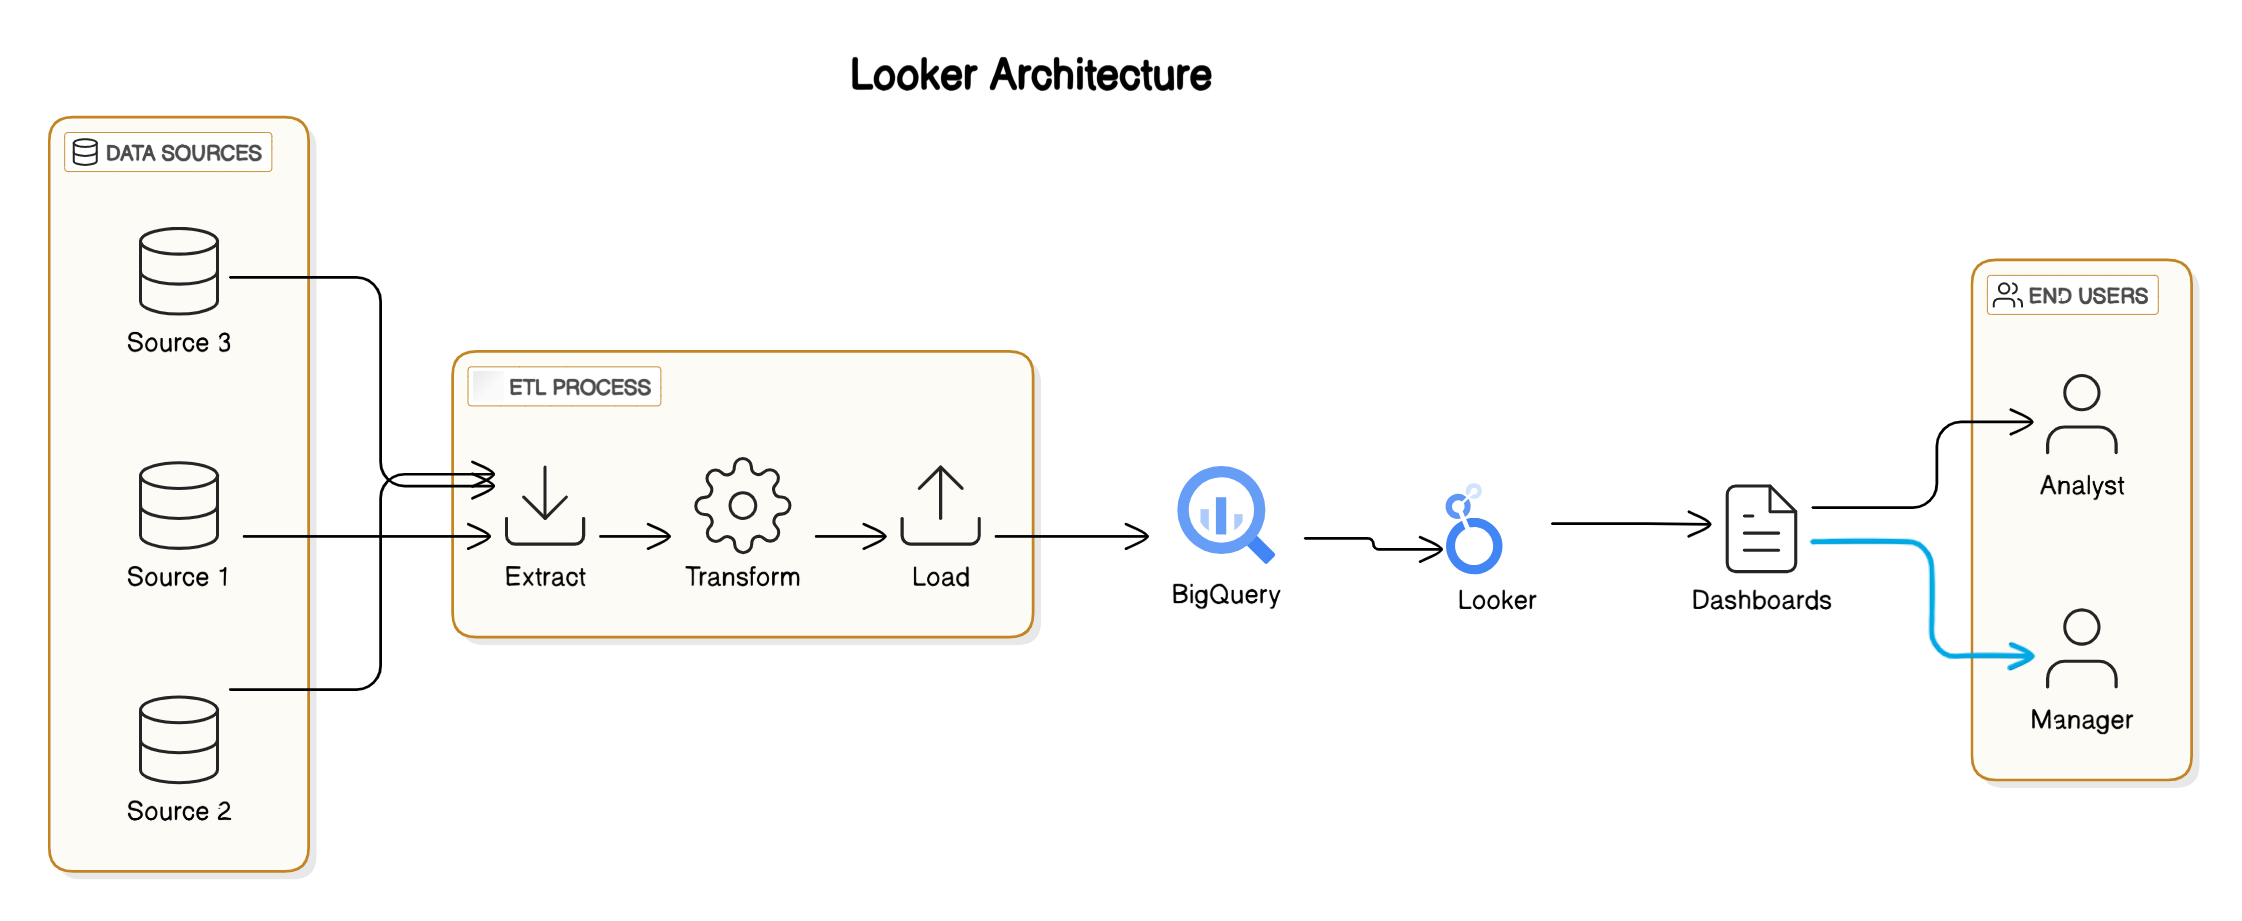 Looker Architecture
DATA SOURCES
Source 3
Source 1
Source 2
ETL PROCESS
Extract
Transform
Load
BigQuery
Looker
Dashboards
END USERS
Analyst
Manager